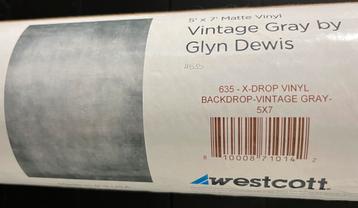 5' x 7' Matte Vinyl
Vintage Gray by
Glyn Dewis
635 - X-DROP VINYL
BACKDROP-VINTAGE GRAY-
5X7
8 10008 71014 2
westcott